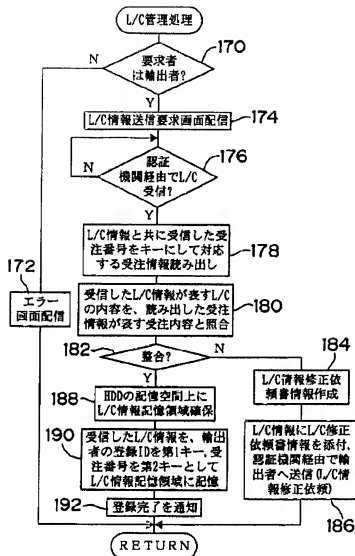 L/C管理処理
170
要求者
は輸出者?
N
Y
L/C情報送信要求画面配信
174
認証
機関経由でL/C
受信?
176
N
Y
L/C情報と共に受信した受
注番号をキーにして対応
する受注情報読み出し
178
172
エラー
画面配信
受信したL/C情報が表すL/C
の内容を、読み出した受注
情報が表す受注内容と照合
180
182
整合?
N
Y
184
L/C情報修正依
頼書情報作成
188
HDDの記憶空間上に
L/C情報記憶領域確保
190
受信したL/C情報を、輸出
者の登録IDを第1キー、受
注番号を第2キーとして
L/C情報記憶領域に記憶
L/C情報にL/C修正
依頼書情報を添付、
認証機関経由で輸
出者へ送信(L/C情
報修正依頼)
186
192
登録完了を通知
RETURN